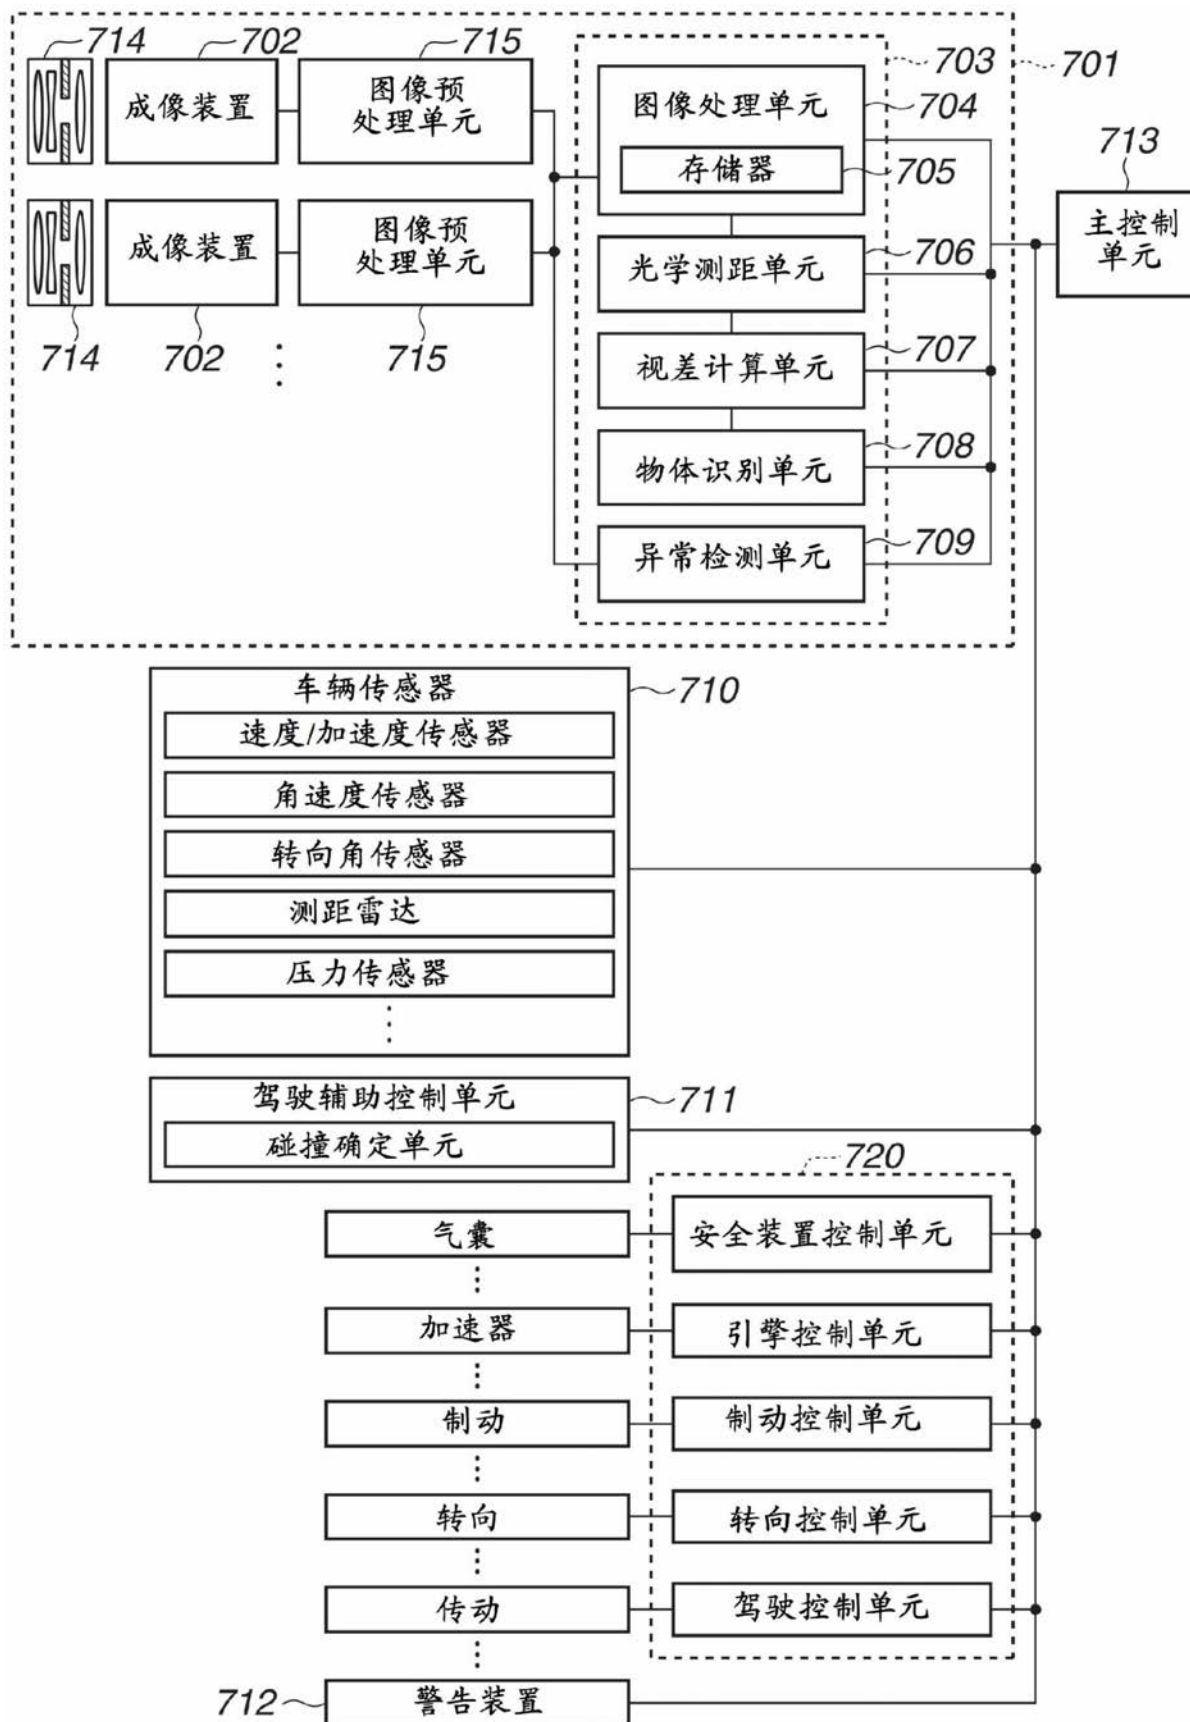 714
702
715
703
701
成像装置
图像预
处理单元
图像处理单元
704
存储器
705
713
主控制
单元
成像装置
图像预
处理单元
光学测距单元
706
714
702
715
视差计算单元
707
物体识别单元
708
异常检测单元
709
车辆传感器
710
速度/加速度传感器
角速度传感器
转向角传感器
测距雷达
压力传感器
驾驶辅助控制单元
711
碰撞确定单元
720
气囊
安全装置控制单元
加速器
引擎控制单元
制动
制动控制单元
转向
转向控制单元
传动
驾驶控制单元
712
警告装置